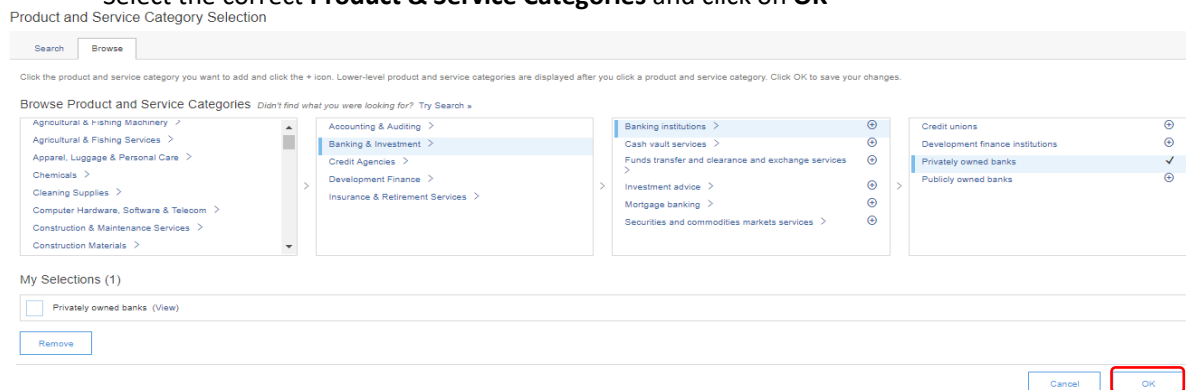 Select the correct Product & Service Categories and click on OK
Product and Service Category Selection
Search Browse
Click the product and service category you want to add and click the + icon. Lower-level product and service categories are displayed after you click a product and service category. Click OK to save your changes.
Browse Product and Service Categories Didn't find what you were looking for? Try Search »
Agricultural & Fishing Machinery >
Agricultural & Fishing Services >
Apparel, Luggage & Personal Care >
Chemicals >
Cleaning Supplies >
Computer Hardware, Software & Telecom >
Construction & Maintenance Services >
Construction Materials >
Accounting & Auditing >
Banking & Investment >
Credit Agencies >
Development Finance >
Insurance & Retirement Services >
Banking institutions >
Cash vault services >
Funds transfer and clearance and exchange services
>
Investment advice >
Mortgage banking >
Securities and commodities markets services >
Credit unions
Development finance institutions
Privately owned banks
Publicly owned banks
My Selections (1)
Privately owned banks (View)
Remove
Cancel OK